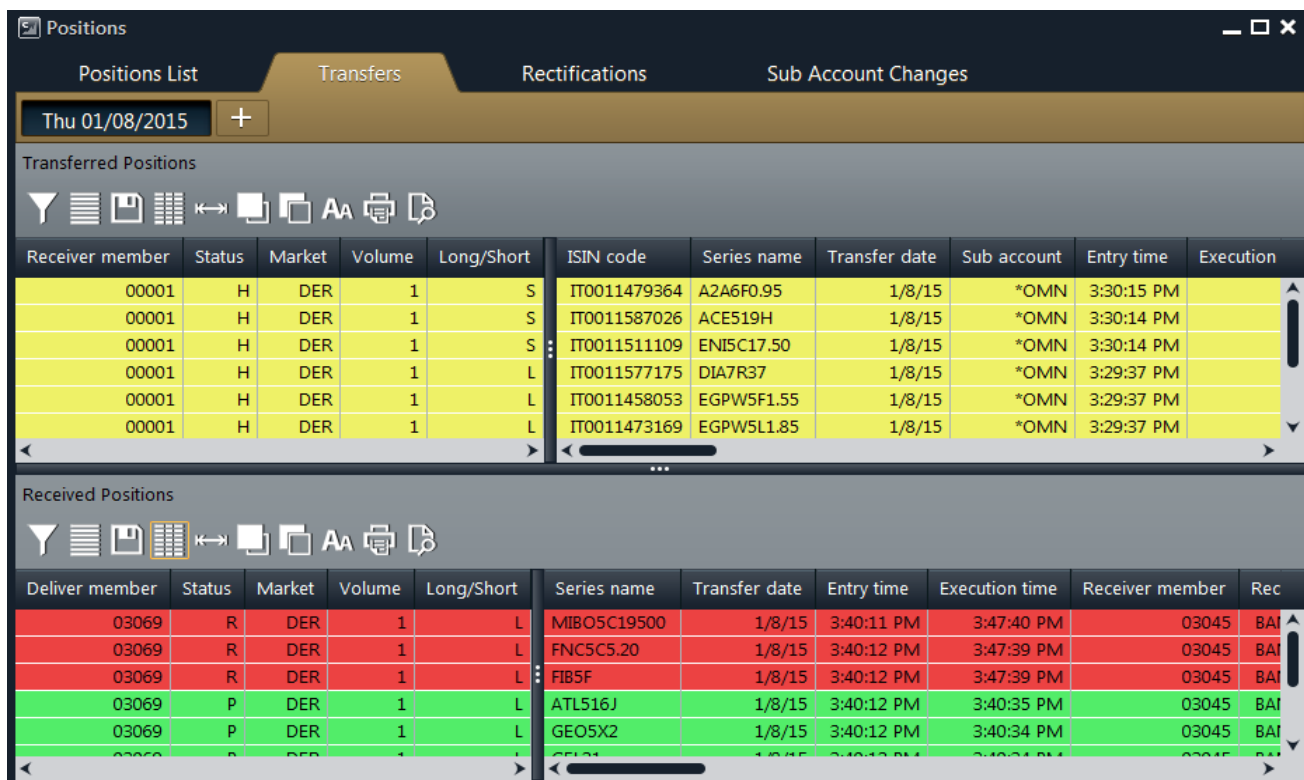 Positions
Positions List Transfers Rectifications Sub Account Changes
Thu 01/08/2015 +
Transferred Positions
AA
Receiver member Status Market Volume Long/Short ISIN code Series name Transfer date Sub account Entry time Execution
00001 H DER 1 S IT0011479364 A2A6F0.95 1/8/15 *OMN 3:30:15 PM
00001 H DER 1 S IT0011587026 ACE519H 1/8/15 *OMN 3:30:14 PM
00001 H DER 1 S IT0011511109 ENI5C17.50 1/8/15 *OMN 3:30:14 PM
00001 H DER 1 L IT0011577175 DIA7R37 1/8/15 *OMN 3:29:37 PM
00001 H DER 1 L IT0011458053 EGPW5F1.55 1/8/15 *OMN 3:29:37 PM
00001 H DER 1 L IT0011473169 EGPW5L1.85 1/8/15 *OMN 3:29:37 PM
Received Positions
AA
Deliver member Status Market Volume Long/Short Series name Transfer date Entry time Execution time Receiver member Rec
03069 R DER 1 L MIBO5C19500 1/8/15 3:40:11 PM 3:47:40 PM 03045
03069 R DER 1 L FNC5C5.20 1/8/15 3:40:12 PM 3:47:39 PM 03045
03069 R DER 1 L FIB5F 1/8/15 3:40:12 PM 3:47:39 PM 03045
03069 P DER 1 L ATL516J 1/8/15 3:40:12 PM 3:40:35 PM 03045
03069 P DER 1 L GEO5X2 1/8/15 3:40:12 PM 3:40:34 PM 03045